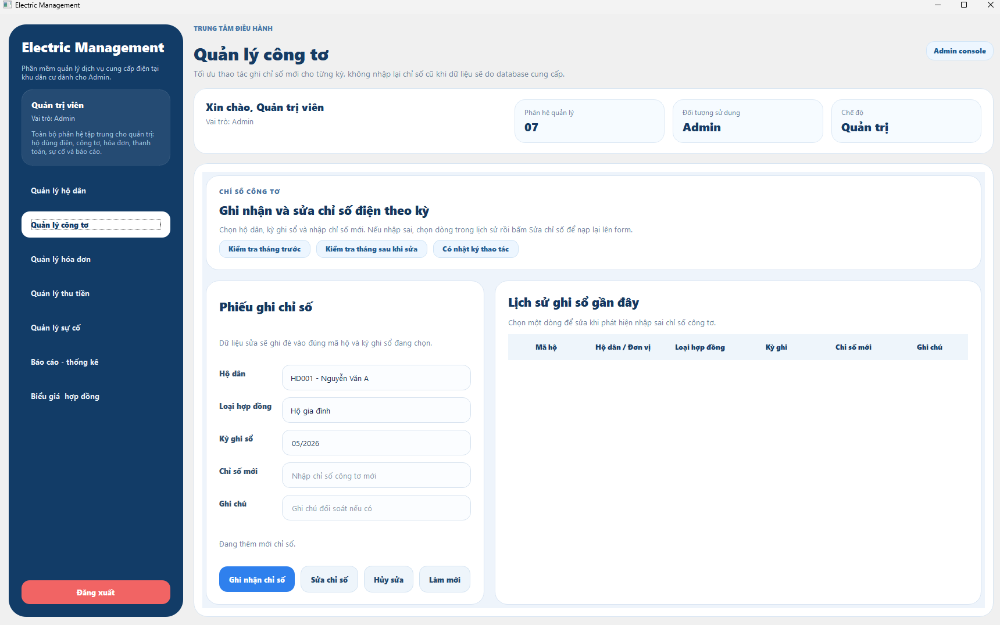 Electric Management
Electric Management
Phần mềm quản lý dịch vụ cung cấp điện tại
khu dân cư dành cho Admin.
Quản trị viên
Vai trò: Admin
Toàn bộ phân hệ tập trung cho quản trị:
hộ dùng điện, công tơ, hóa đơn, thanh
toán, sự cố và báo cáo.
Quản lý hộ dân
Quản lý công tơ
Quản lý hóa đơn
Quản lý thu tiền
Quản lý sự cố
Báo cáo - thống kê
Biểu giá  hợp đồng
Đăng xuất
TRUNG TÂM ĐIỀU HÀNH
Quản lý công tơ
Tối ưu thao tác ghi chỉ số mới cho từng kỳ, không nhập lại chỉ số cũ khi dữ liệu sẽ do database cung cấp.
Admin console
Xin chào, Quản trị viên
Vai trò: Admin
Phân hệ quản lý
07
Đối tượng sử dụng
Admin
Chế độ
Quản trị
CHỈ SỐ CÔNG TƠ
Ghi nhận và sửa chỉ số điện theo kỳ
Chọn hộ dân, kỳ ghi sổ và nhập chỉ số mới. Nếu nhập sai, chọn dòng trong lịch sử rồi bấm Sửa chỉ số để nạp lại lên form.
Kiểm tra tháng trước
Kiểm tra tháng sau khi sửa
Có nhật ký thao tác
Phiếu ghi chỉ số
Dữ liệu sửa sẽ ghi đè vào đúng mã hộ và kỳ ghi sổ đang chọn.
Hộ dân
HD001 - Nguyễn Văn A
Loại hợp đồng
Hộ gia đình
Kỳ ghi sổ
05/2026
Chỉ số mới
Nhập chỉ số công tơ mới
Ghi chú
Ghi chú đối soát nếu có
Đang thêm mới chỉ số.
Ghi nhận chỉ số
Sửa chỉ số
Hủy sửa
Làm mới
Lịch sử ghi sổ gần đây
Chọn một dòng để sửa khi phát hiện nhập sai chỉ số công tơ.
Mã hộ
Hộ dân / Đơn vị
Loại hợp đồng
Kỳ ghi
Chỉ số mới
Ghi chú